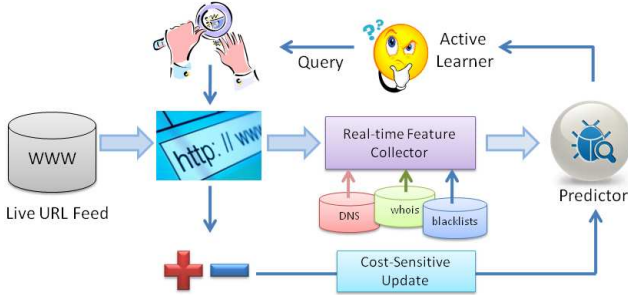 Query
Active
Learner
WWW
http: // www
Real-time Feature
Collector
Live URL Feed
DNS
whois
blacklists
Predictor
Cost-Sensitive
Update